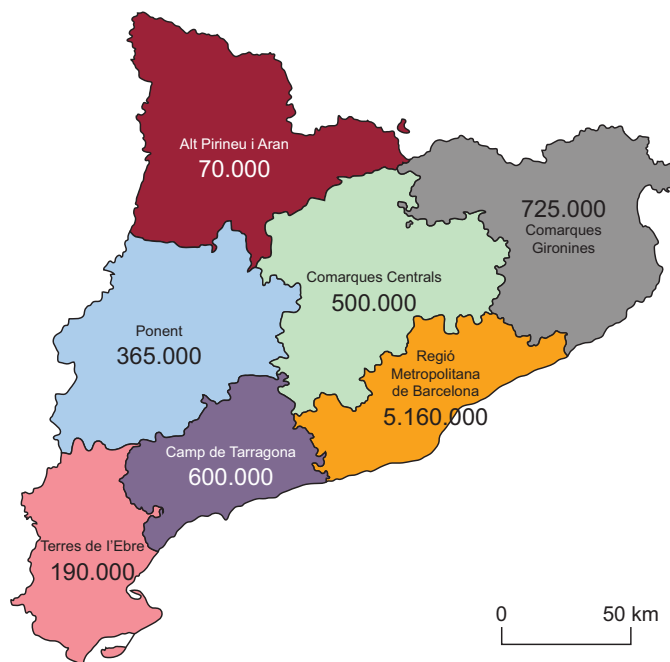 Alt Pirineu i Aran
70.000
725.000
Comarques
Gironines
Comarques Centrals
500.000
Ponent
365.000
Regió
Metropolitana
de Barcelona
5.160.000
Camp de Tarragona
600.000
Terres de l'Ebre
190.000
0 50 km